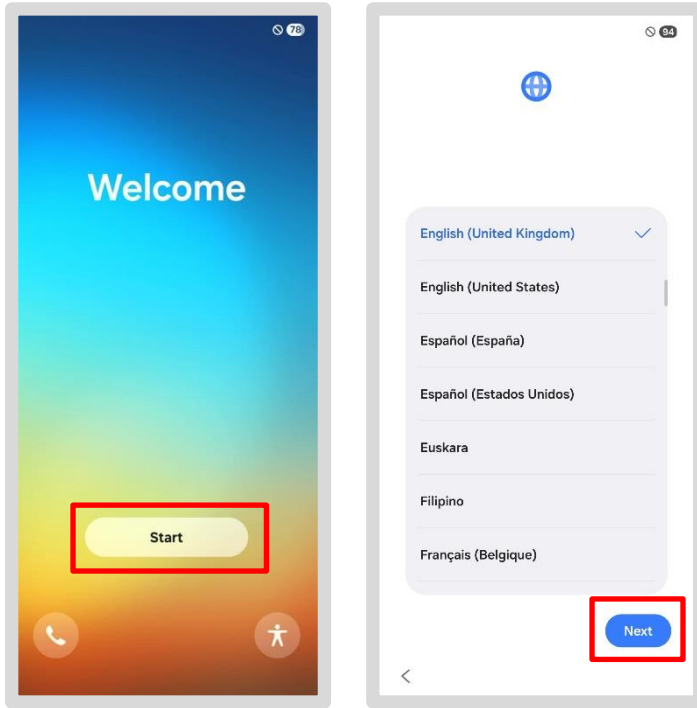 78
Welcome
Start
94
English (United Kingdom)
English (United States)
Español (España)
Español (Estados Unidos)
Euskara
Filipino
Français (Belgique)
Next